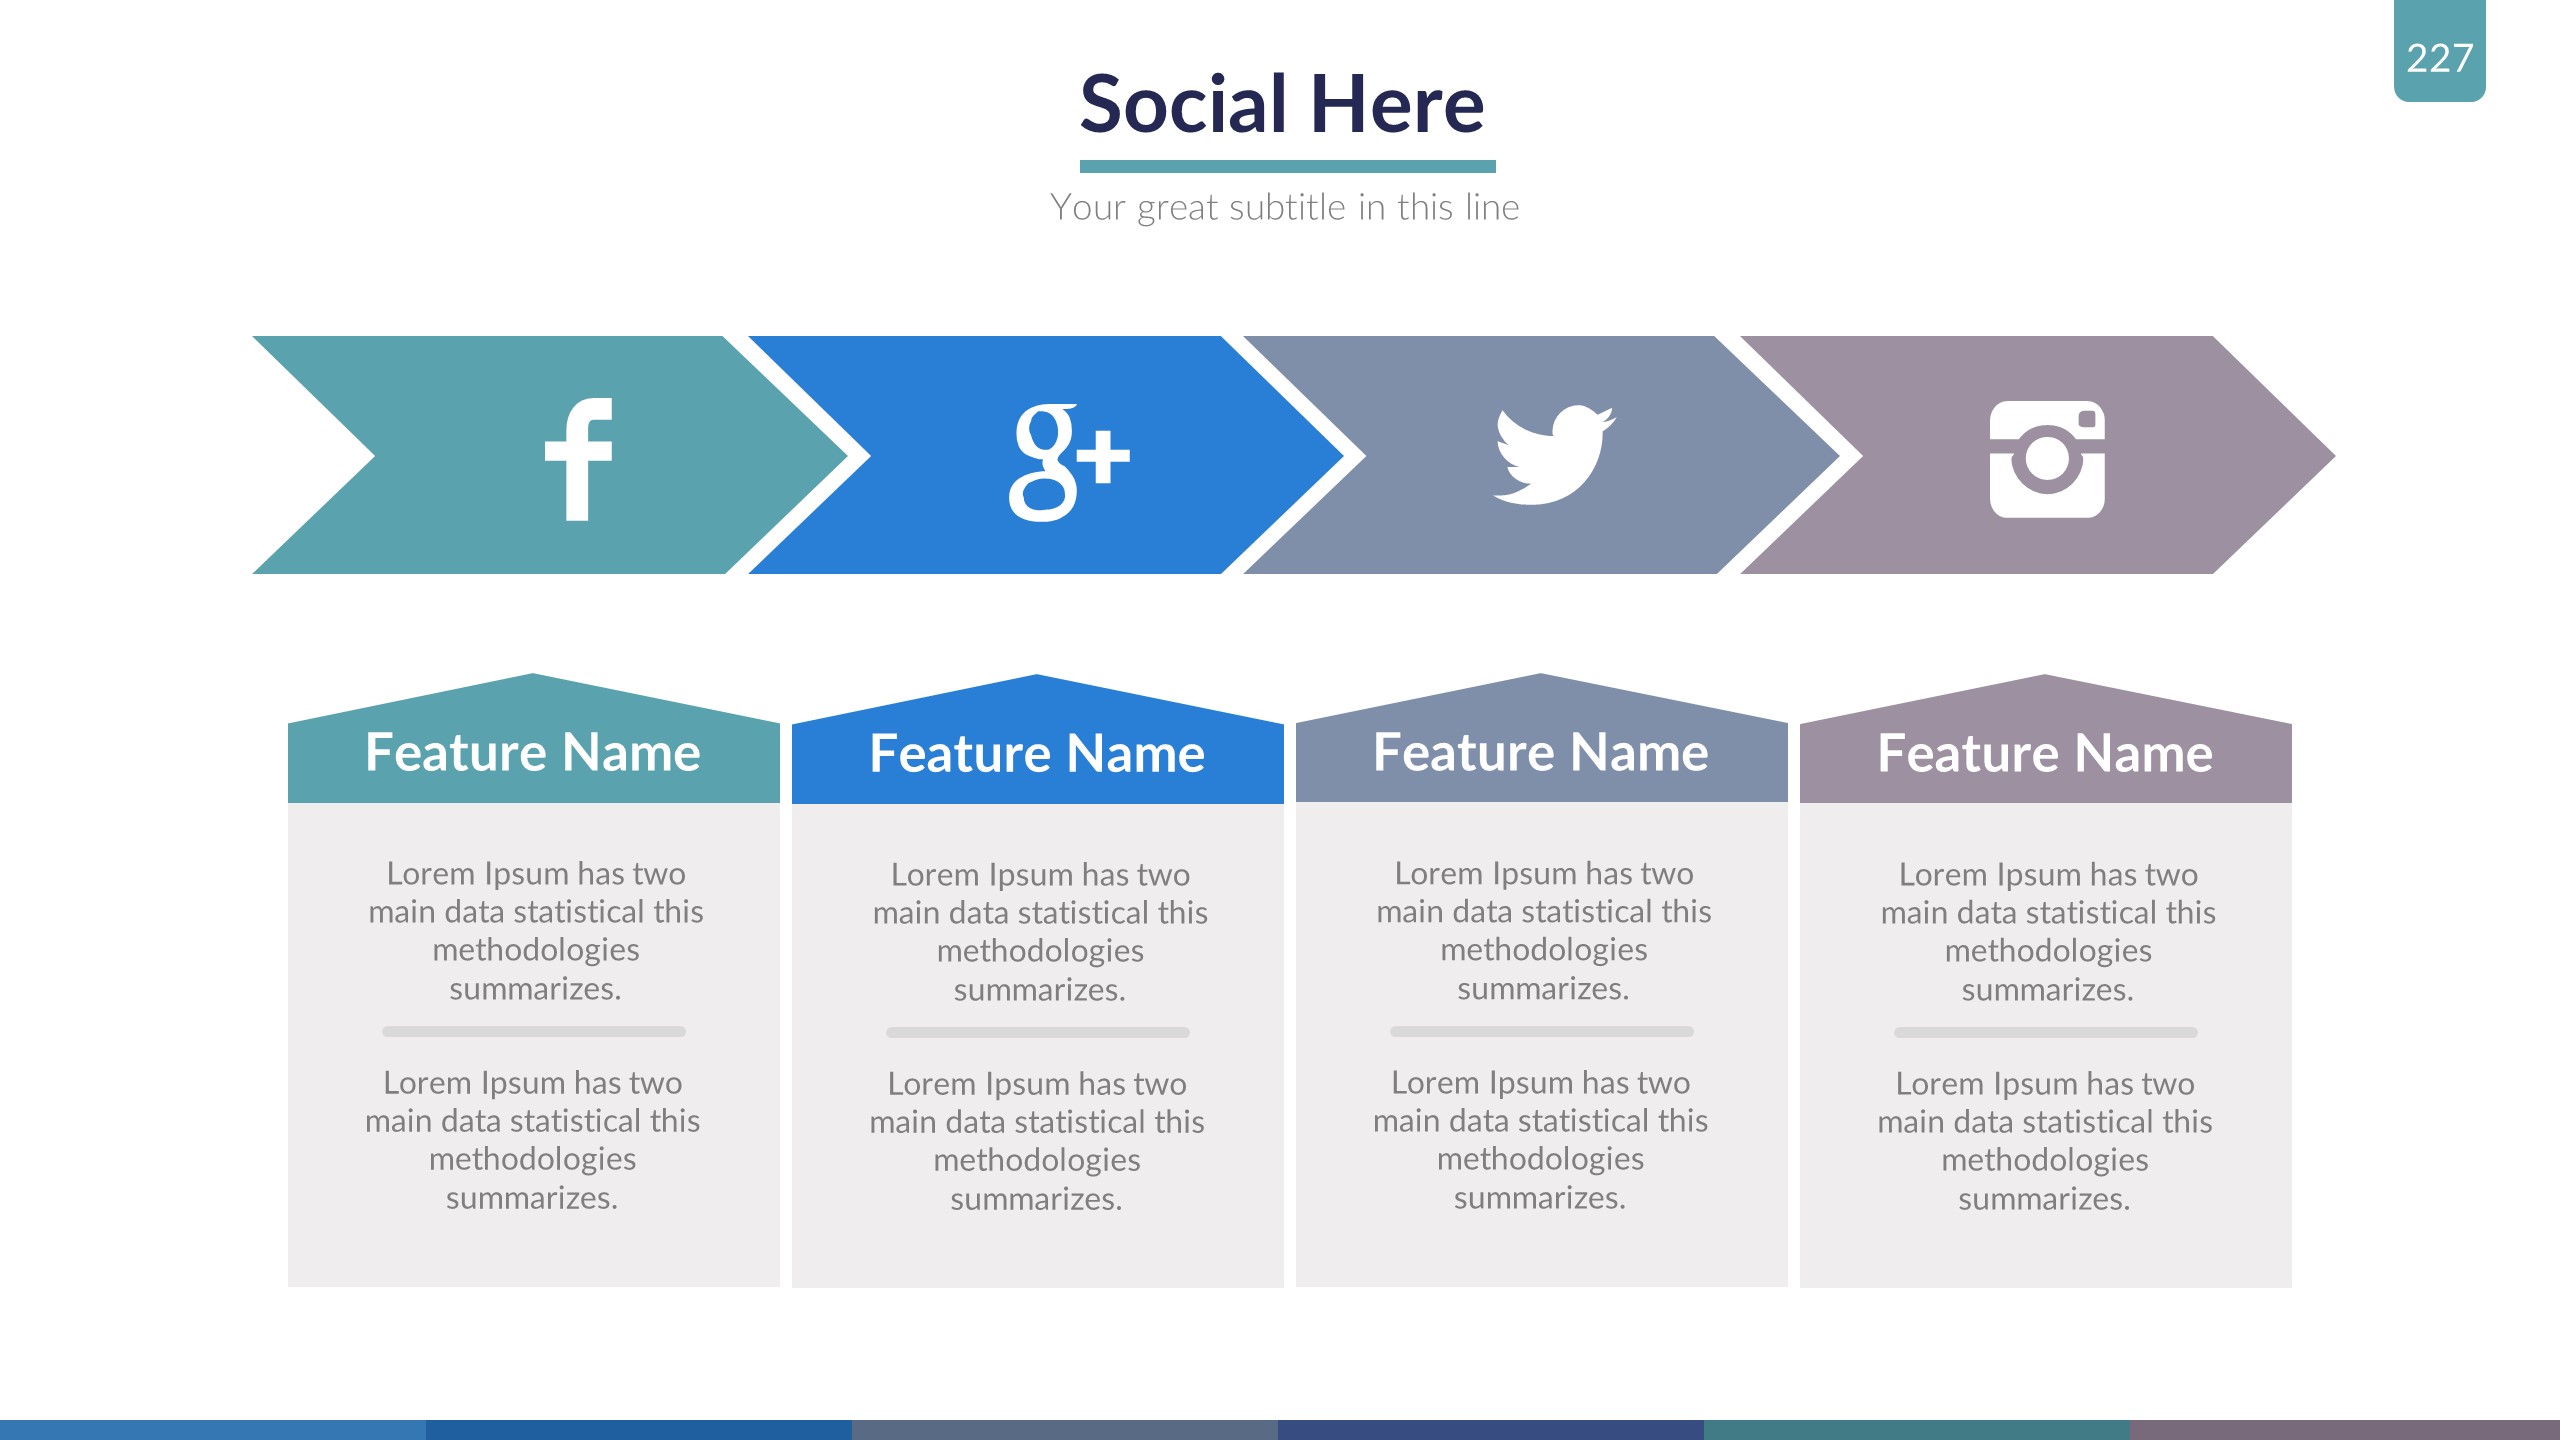 227
Social Here
Your great subtitle in this line
f
g+
Feature Name
Lorem Ipsum has two
main data statistical this
methodologies
summarizes.
Lorem Ipsum has two
main data statistical this
methodologies
summarizes.
Feature Name
Lorem Ipsum has two
main data statistical this
methodologies
summarizes.
Lorem Ipsum has two
main data statistical this
methodologies
summarizes.
Feature Name
Lorem Ipsum has two
main data statistical this
methodologies
summarizes.
Lorem Ipsum has two
main data statistical this
methodologies
summarizes.
Feature Name
Lorem Ipsum has two
main data statistical this
methodologies
summarizes.
Lorem Ipsum has two
main data statistical this
methodologies
summarizes.